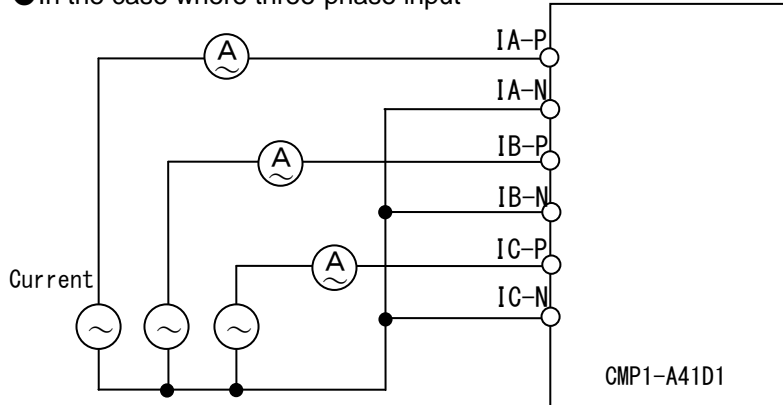 ●In the case where three-phase input
IA-P
A
IA-N
IB-P
A
IB-N
IC-P
A
Current
IC-N
CMP1-A41D1